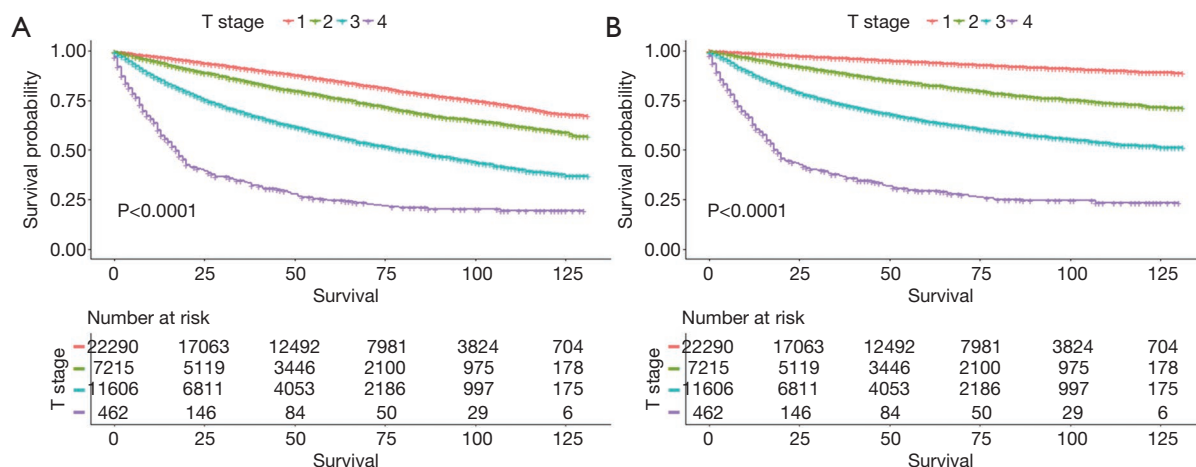 A
T stage 1 2 3 4
1.00
0.75
0.50
0.25
0.00
Survival probability
P<0.0001
0 25 50 75 100 125
Survival
Number at risk
T stage
22290 17063 12492 7981 3824 704
7215 5119 3446 2100 975 178
11606 6811 4053 2186 997 175
462 146 84 50 29 6
0 25 50 75 100 125
Survival
B
T stage 1 2 3 4
1.00
0.75
0.50
0.25
0.00
Survival probability
P<0.0001
0 25 50 75 100 125
Survival
Number at risk
T stage
22290 17063 12492 7981 3824 704
7215 5119 3446 2100 975 178
11606 6811 4053 2186 997 175
462 146 84 50 29 6
0 25 50 75 100 125
Survival